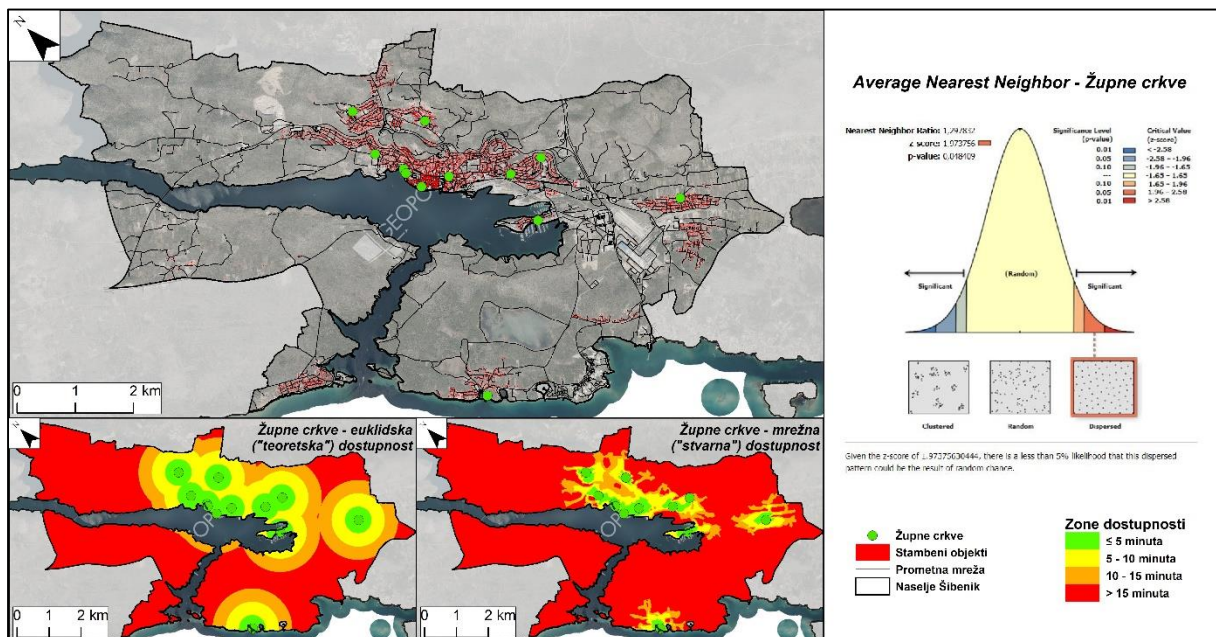 N
GEOPO
0 1 2 km
Average Nearest Neighbor - Župne crkve
Nearest Neighbor Ratio: 1,297832
z-score: 1,973756
p-value: 0,048409
Significance Level
(p-value)
Critical Value
(z-score)
0.01 < -2.58
0.05 -2.58 - -1.96
0.10 -1.96 - -1.65
--- -1.65 - 1.65
0.10 1.65 - 1.96
0.05 1.96 - 2.58
0.01 > 2.58
(Random)
Significant
Significant
Clustered
Random
Dispersed
Given the z-score of 1.97375630444, there is a less than 5% likelihood that this dispersed
pattern could be the result of random chance.
N
Župne crkve - euklidska
("teoretska") dostupnost
OP
0 1 2 km
N
Župne crkve - mrežna
("stvarna") dostupnost
OP
0 1 2 km
Župne crkve
Stambeni objekti
Prometna mreža
Naselje Šibenik
Zone dostupnosti
≤ 5 minuta
5 - 10 minuta
10 - 15 minuta
> 15 minuta